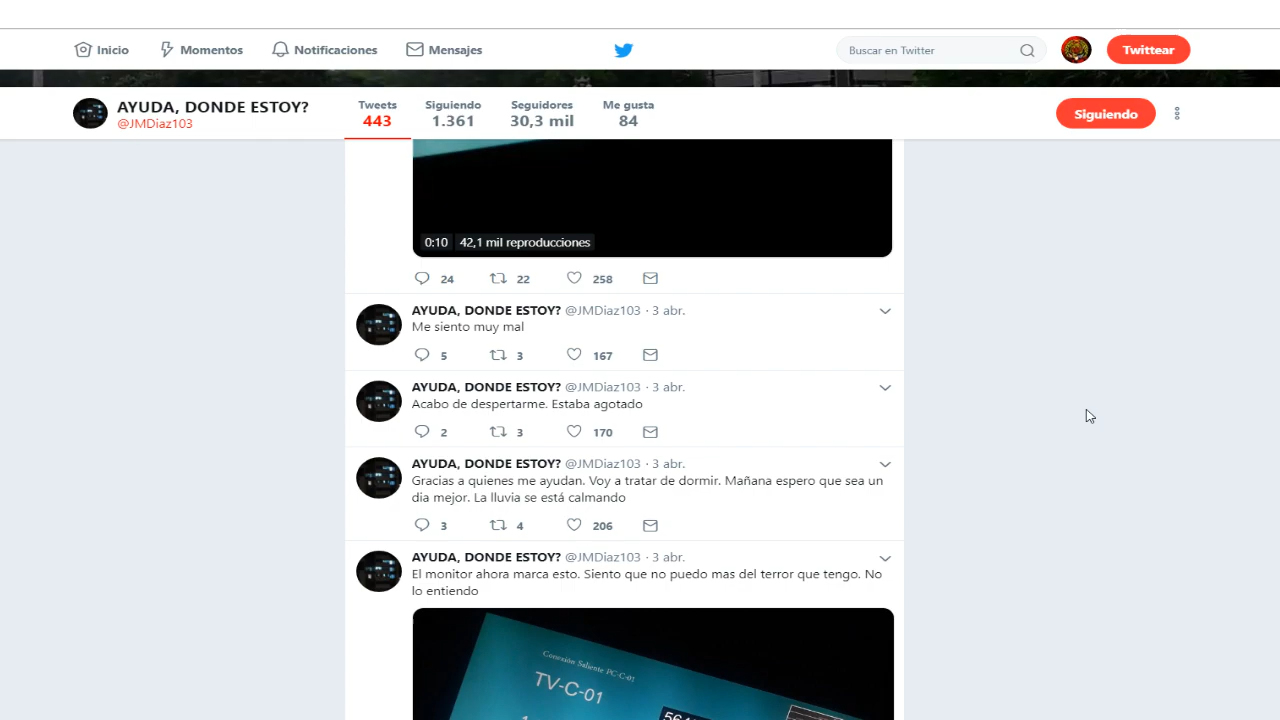 Inicio
Momentos
Notificaciones
Mensajes
Buscar en Twitter
Twittear
AYUDA, DONDE ESTOY?
@JMDiaz103
Tweets
443
Siguiendo
1.361
Seguidores
30,3 mil
Me gusta
84
Siguiendo
0:10 42,1 mil reproducciones
24 22 258
AYUDA, DONDE ESTOY? @JMDiaz103 · 3 abr.
Me siento muy mal
5 3 167
AYUDA, DONDE ESTOY? @JMDiaz103 · 3 abr.
Acabo de despertarme. Estaba agotado
2 3 170
AYUDA, DONDE ESTOY? @JMDiaz103 · 3 abr.
Gracias a quienes me ayudan. Voy a tratar de dormir. Mañana espero que sea un
dia mejor. La lluvia se está calmando
3 4 206
AYUDA, DONDE ESTOY? @JMDiaz103 · 3 abr.
El monitor ahora marca esto. Siento que no puedo mas del terror que tengo. No
lo entiendo
Conexión Saliente PC-C-01
TV-C-01